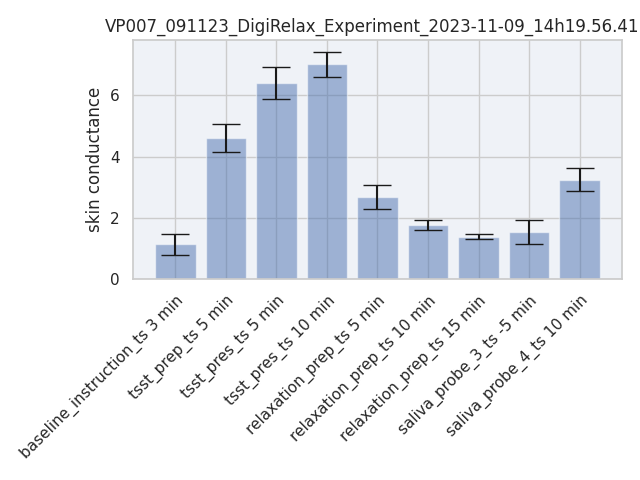 VP007_091123_DigiRelax_Experiment_2023-11-09_14h19.56.41
skin conductance
6
4
2
0
baseline_instruction_ts 3 min
tsst_prep_ts 5 min
tsst_pres_ts 5 min
tsst_pres_ts 10 min
relaxation_prep_ts 5 min
relaxation_prep_ts 10 min
relaxation_prep_ts 15 min
saliva_probe_3_ts -5 min
saliva_probe_4_ts 10 min